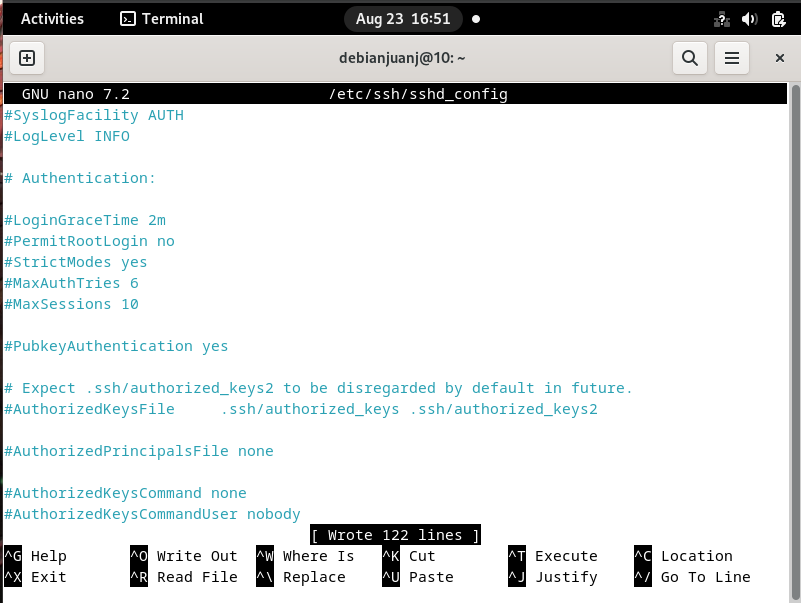 Activities Terminal Aug 23 16:51
debianjuanj@10: ~
GNU nano 7.2 /etc/ssh/sshd_config
#SyslogFacility AUTH
#LogLevel INFO
# Authentication:
#LoginGraceTime 2m
#PermitRootLogin no
#StrictModes yes
#MaxAuthTries 6
#MaxSessions 10
#PubkeyAuthentication yes
# Expect .ssh/authorized_keys2 to be disregarded by default in future.
#AuthorizedKeysFile .ssh/authorized_keys .ssh/authorized_keys2
#AuthorizedPrincipalsFile none
#AuthorizedKeysCommand none
#AuthorizedKeysCommandUser nobody
[ Wrote 122 lines ]
^G Help ^O Write Out ^W Where Is ^K Cut ^T Execute ^C Location
^X Exit ^R Read File ^\ Replace ^U Paste ^J Justify ^/ Go To Line